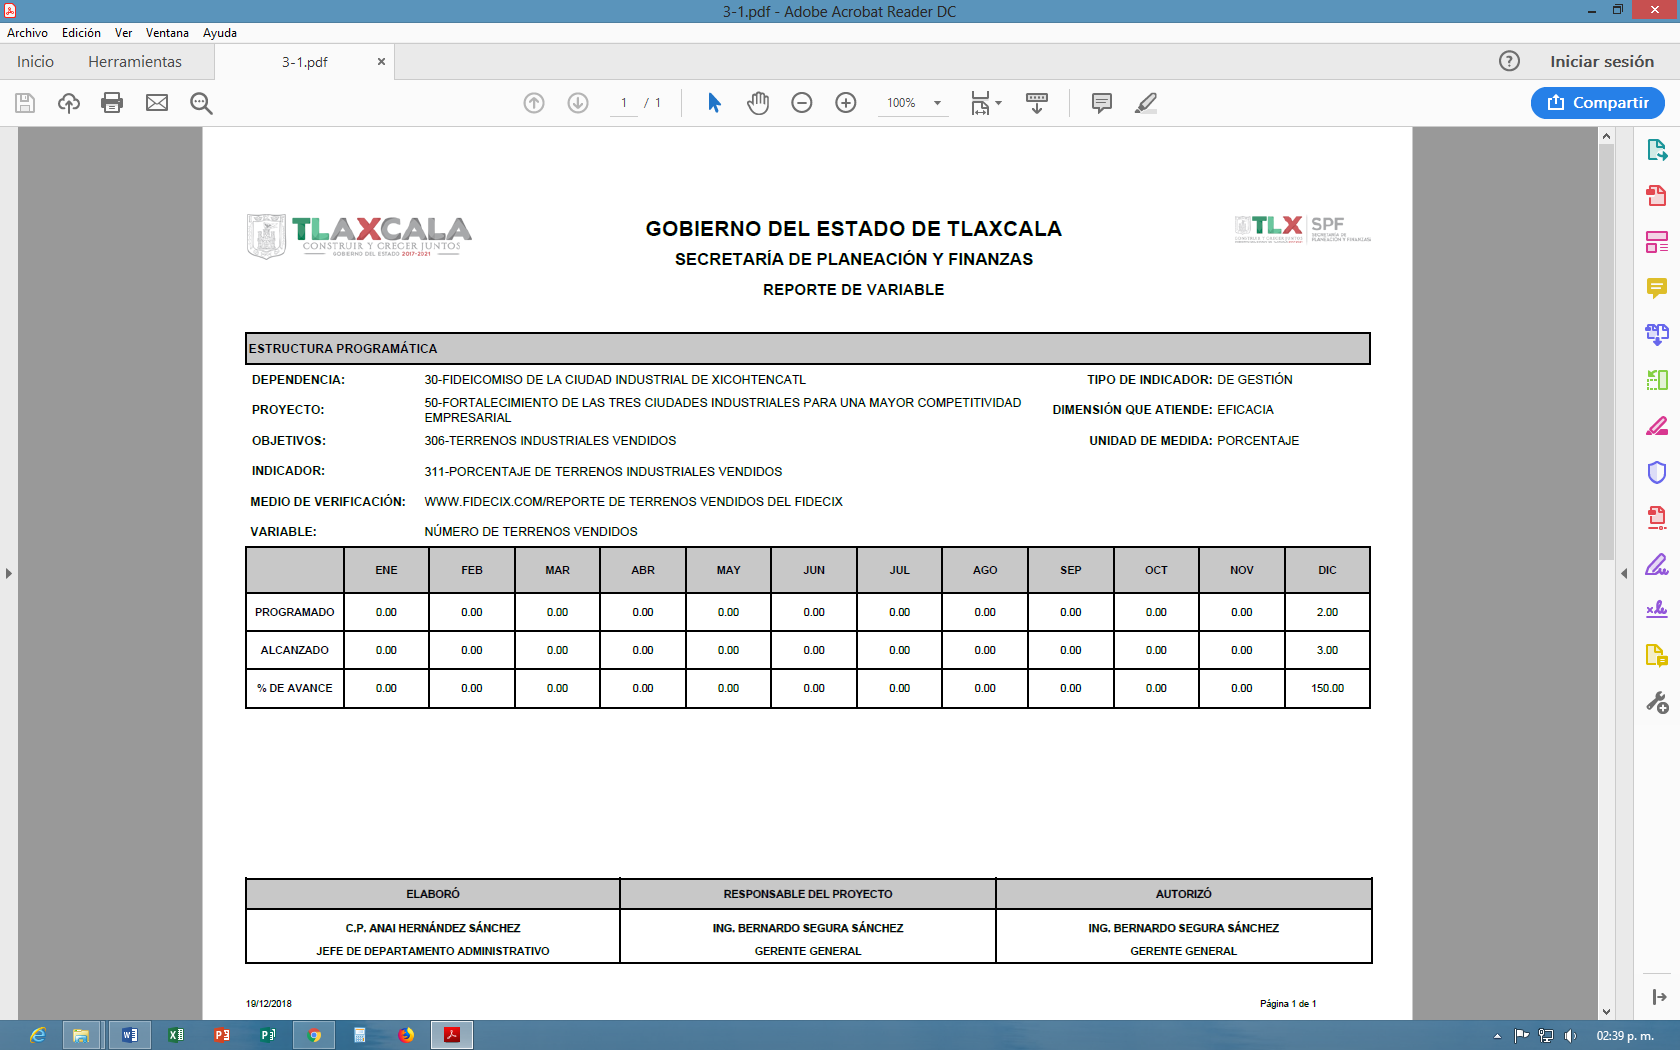 3-1.pdf - Adobe Acrobat Reader DC
Archivo Edición Ver Ventana Ayuda
Inicio Herramientas 3-1.pdf × ? Iniciar sesión
1 / 1 100% Compartir
TLAXCALA
CONSTRUIR Y CRECER JUNTOS
GOBIERNO DEL ESTADO 2017-2021
GOBIERNO DEL ESTADO DE TLAXCALA
SECRETARÍA DE PLANEACIÓN Y FINANZAS
REPORTE DE VARIABLE
TLX SPF
SECRETARÍA DE
PLANEACIÓN Y FINANZAS
ESTRUCTURA PROGRAMÁTICA
DEPENDENCIA: 30-FIDEICOMISO DE LA CIUDAD INDUSTRIAL DE XICOHTENCATL TIPO DE INDICADOR: DE GESTIÓN
PROYECTO: 50-FORTALECIMIENTO DE LAS TRES CIUDADES INDUSTRIALES PARA UNA MAYOR COMPETITIVIDAD EMPRESARIAL DIMENSIÓN QUE ATIENDE: EFICACIA
OBJETIVOS: 306-TERRENOS INDUSTRIALES VENDIDOS UNIDAD DE MEDIDA: PORCENTAJE
INDICADOR: 311-PORCENTAJE DE TERRENOS INDUSTRIALES VENDIDOS
MEDIO DE VERIFICACIÓN: WWW.FIDECIX.COM/REPORTE DE TERRENOS VENDIDOS DEL FIDECIX
VARIABLE: NÚMERO DE TERRENOS VENDIDOS
ENE FEB MAR ABR MAY JUN JUL AGO SEP OCT NOV DIC
PROGRAMADO 0.00 0.00 0.00 0.00 0.00 0.00 0.00 0.00 0.00 0.00 0.00 2.00
ALCANZADO 0.00 0.00 0.00 0.00 0.00 0.00 0.00 0.00 0.00 0.00 0.00 3.00
% DE AVANCE 0.00 0.00 0.00 0.00 0.00 0.00 0.00 0.00 0.00 0.00 0.00 150.00
ELABORÓ RESPONSABLE DEL PROYECTO AUTORIZÓ
C.P. ANAI HERNÁNDEZ SÁNCHEZ ING. BERNARDO SEGURA SÁNCHEZ ING. BERNARDO SEGURA SÁNCHEZ
JEFE DE DEPARTAMENTO ADMINISTRATIVO GERENTE GENERAL GERENTE GENERAL
19/12/2018 Página 1 de 1
02:39 p. m.